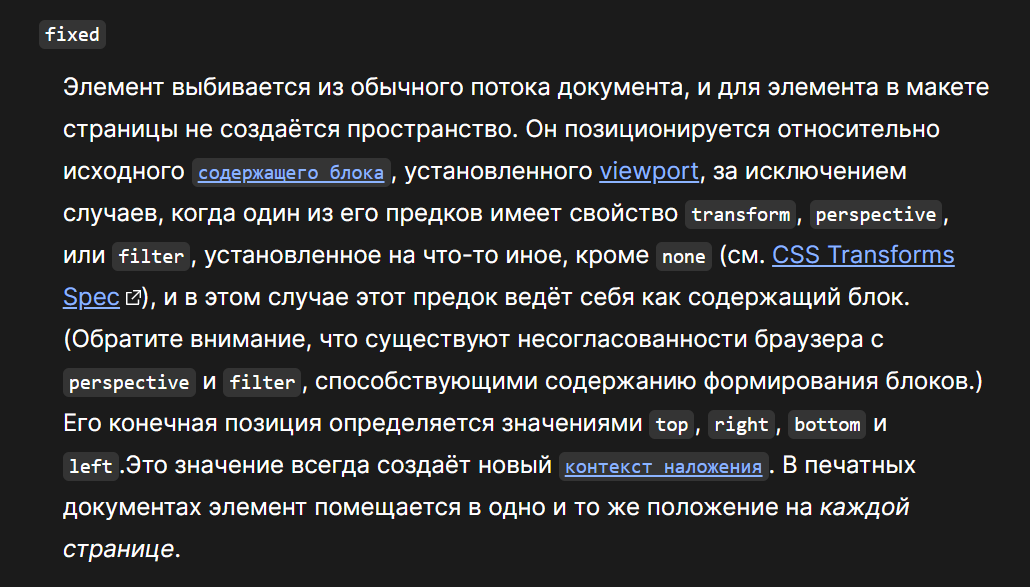 fixed
Элемент выбивается из обычного потока документа, и для элемента в макете
страницы не создаётся пространство. Он позиционируется относительно
исходного содержащего блока, установленного viewport, за исключением
случаев, когда один из его предков имеет свойство transform, perspective,
или filter, установленное на что-то иное, кроме none (см. CSS Transforms
Spec), и в этом случае этот предок ведёт себя как содержащий блок.
(Обратите внимание, что существуют несогласованности браузера с
perspective и filter, способствующими содержанию формирования блоков.)
Его конечная позиция определяется значениями top, right, bottom и
left.Это значение всегда создаёт новый контекст наложения. В печатных
документах элемент помещается в одно и то же положение на каждой
странице.